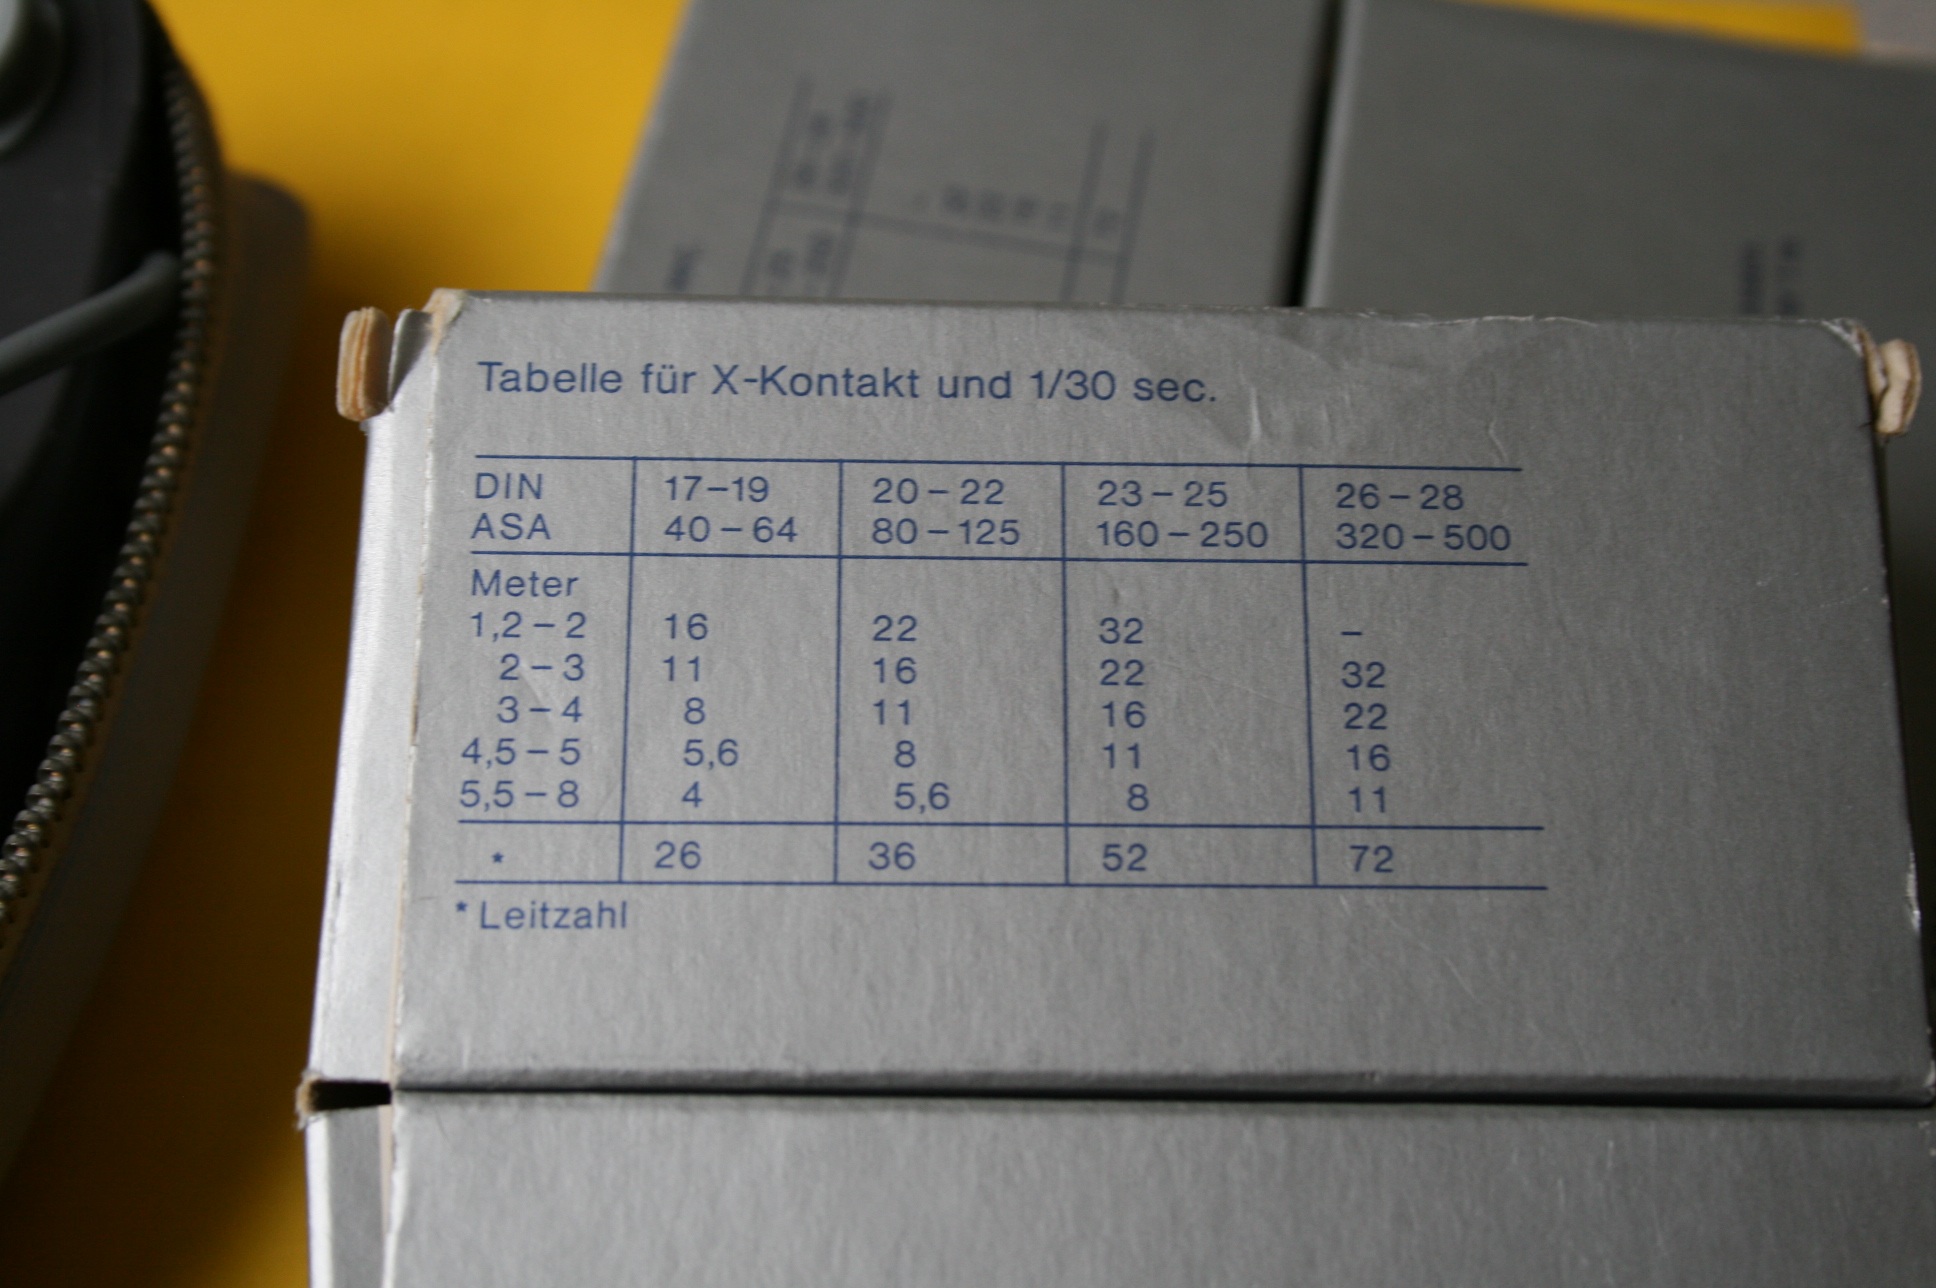 Tabelle für X-Kontakt und 1/30 sec.
DIN 17–19 20–22 23–25 26–28
ASA 40–64 80–125 160–250 320–500
Meter
1,2–2 16 22 32 –
2–3 11 16 22 32
3–4 8 11 16 22
4,5–5 5,6 8 11 16
5,5–8 4 5,6 8 11
* 26 36 52 72
* Leitzahl